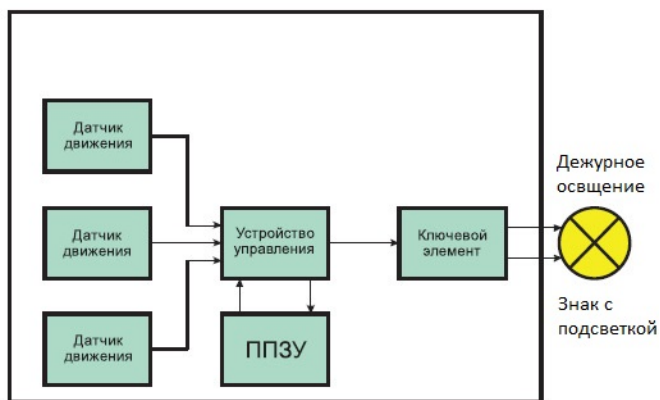 Датчик
движения
Датчик
движения
Устройство
управления
Ключевой
элемент
Дежурное
освщение
Датчик
движения
ППЗУ
Знак с
подсветкой